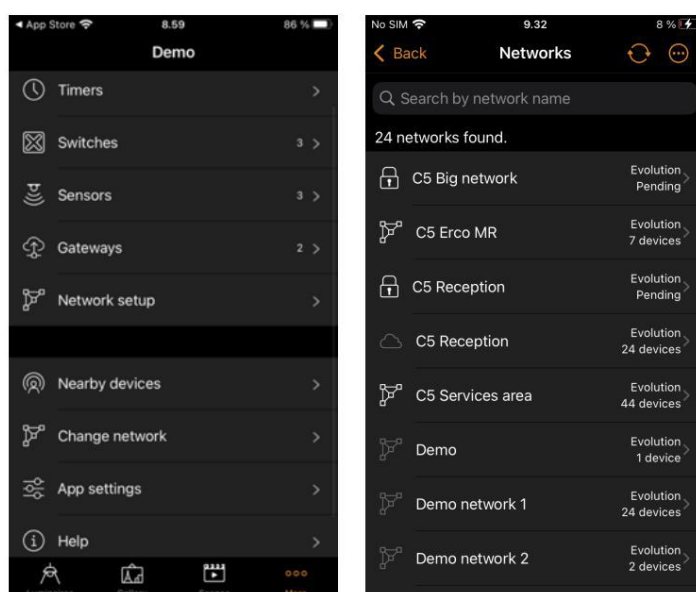 App Store
8.59
86 %
Demo
Timers
Switches
3
Sensors
3
Gateways
2
Network setup
Nearby devices
Change network
App settings
Help
No SIM
9.32
8 %
Back
Networks
Search by network name
24 networks found.
C5 Big network
Evolution
Pending
C5 Erco MR
Evolution
7 devices
C5 Reception
Evolution
Pending
C5 Reception
Evolution
24 devices
C5 Services area
Evolution
44 devices
Demo
Evolution
1 device
Demo network 1
Evolution
24 devices
Demo network 2
Evolution
2 devices